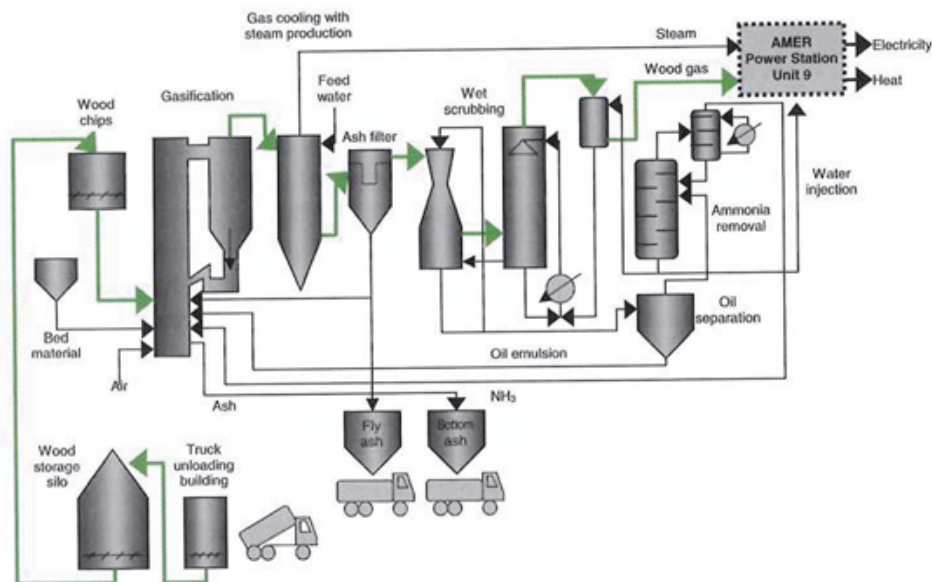 Gas cooling with
steam production
Steam
AMER
Power Station
Unit 9
Electricity
Heat
Wood gas
Gasification
Feed
water
Wet
scrubbing
Wood
chips
Ash filter
Water
injection
Ammonia
removal
Bed
material
Oil
separation
Oil emulsion
Air
Ash
NH₃
Fly
ash
Bottom
ash
Wood
storage
silo
Truck
unloading
building